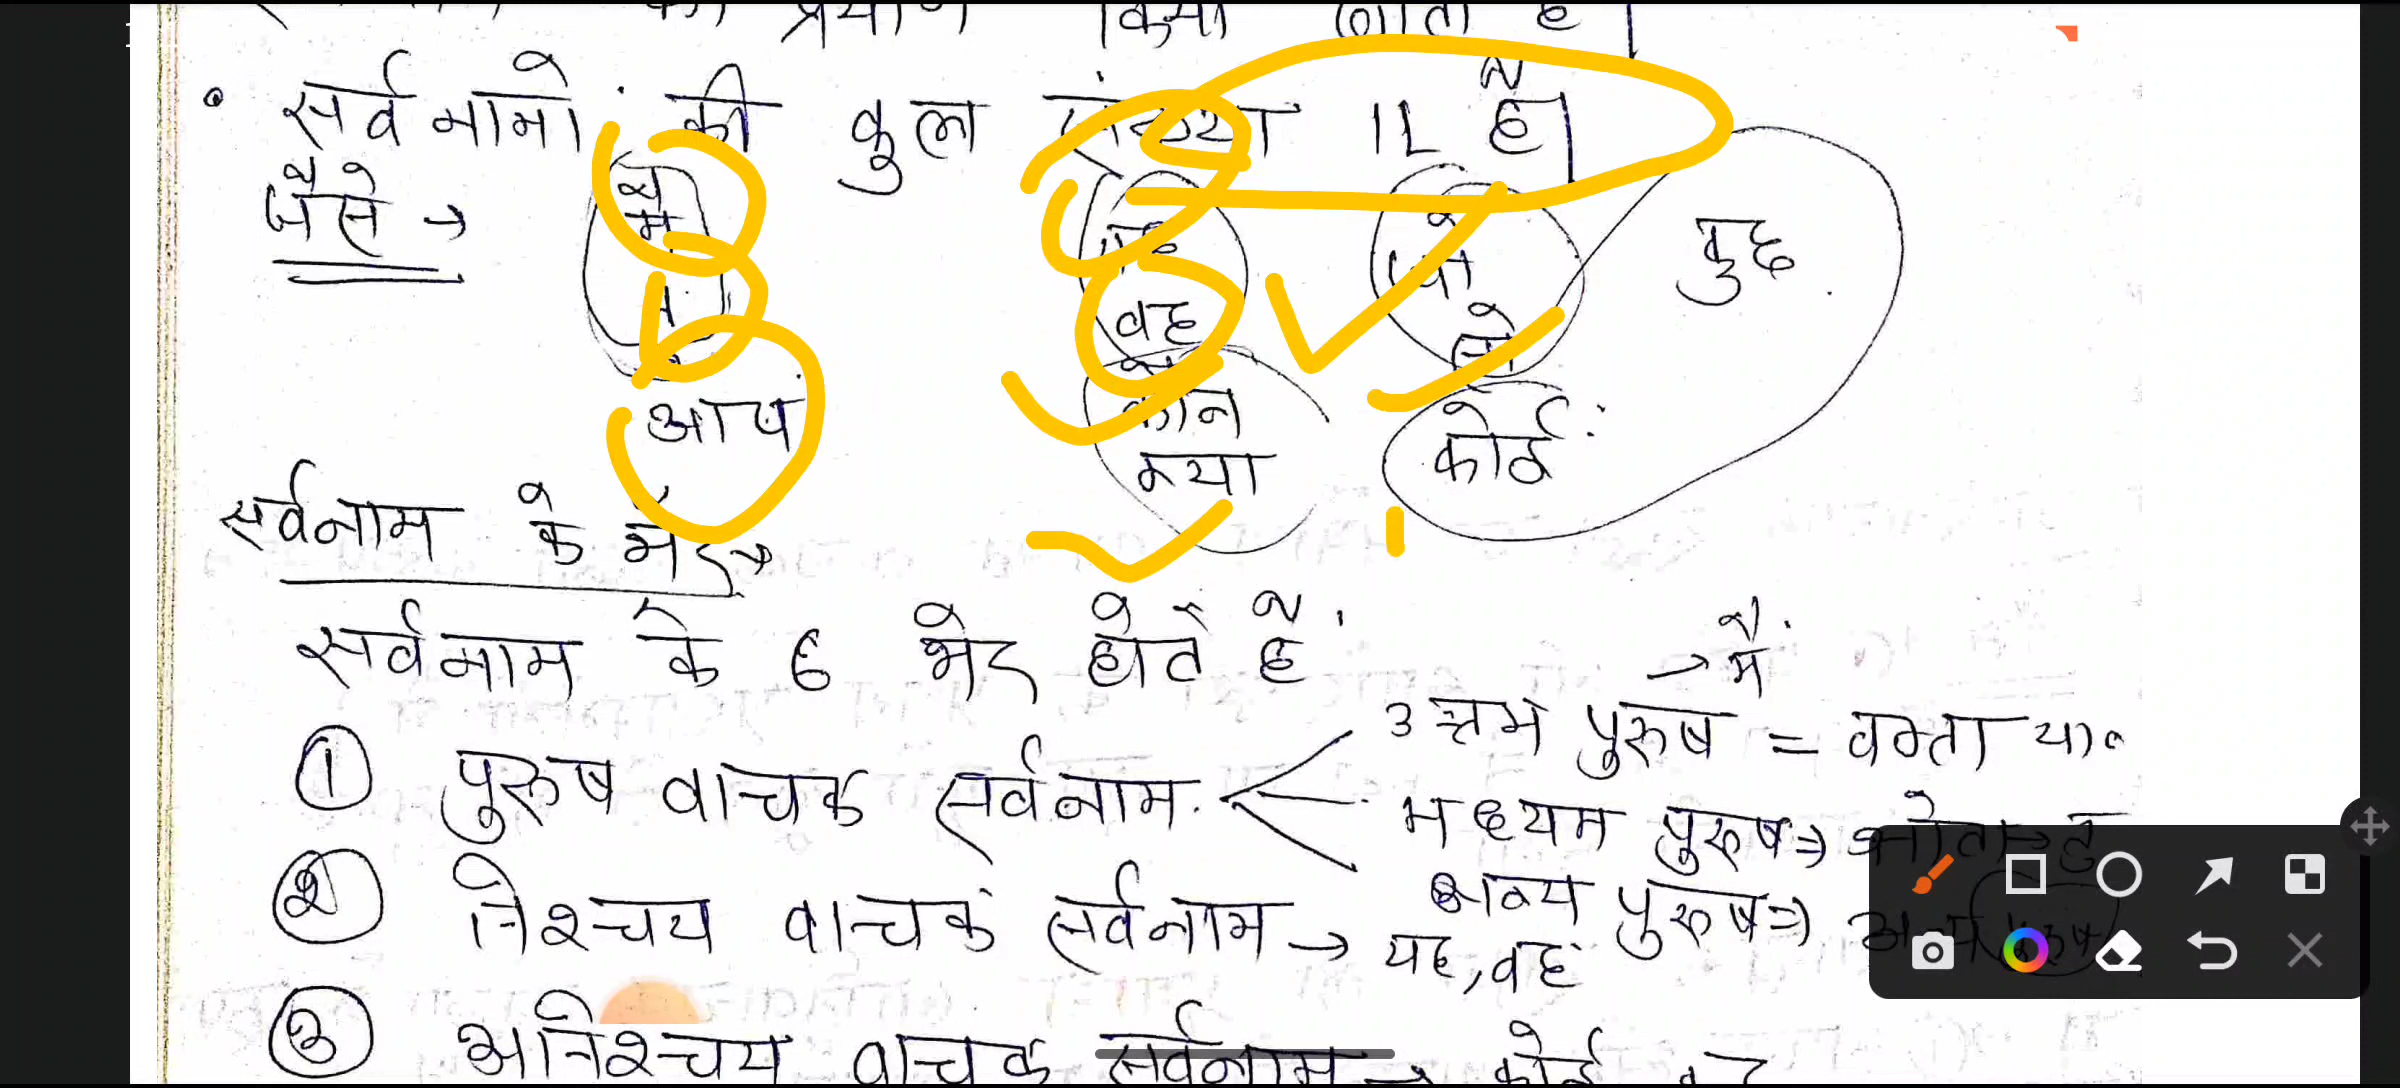 का प्रयोग किया जाता है।
• सर्वनामो की कुल संख्या 11 है।
जैसे → मै यह जो कुछ
तू वह सो
आप कौन कोई
क्या
सर्वनाम के भेद →
सर्वनाम के 6 भेद होते है
→ मैं
① पुरुष वाचक सर्वनाम. उत्तम पुरुष = वक्ता या
मध्यम पुरुष ⇒ श्रोता →
अन्य पुरुष ⇒
② निश्चय वाचक सर्वनाम → यह, वह
③ अनिश्चय वाचक सर्वनाम → कोई